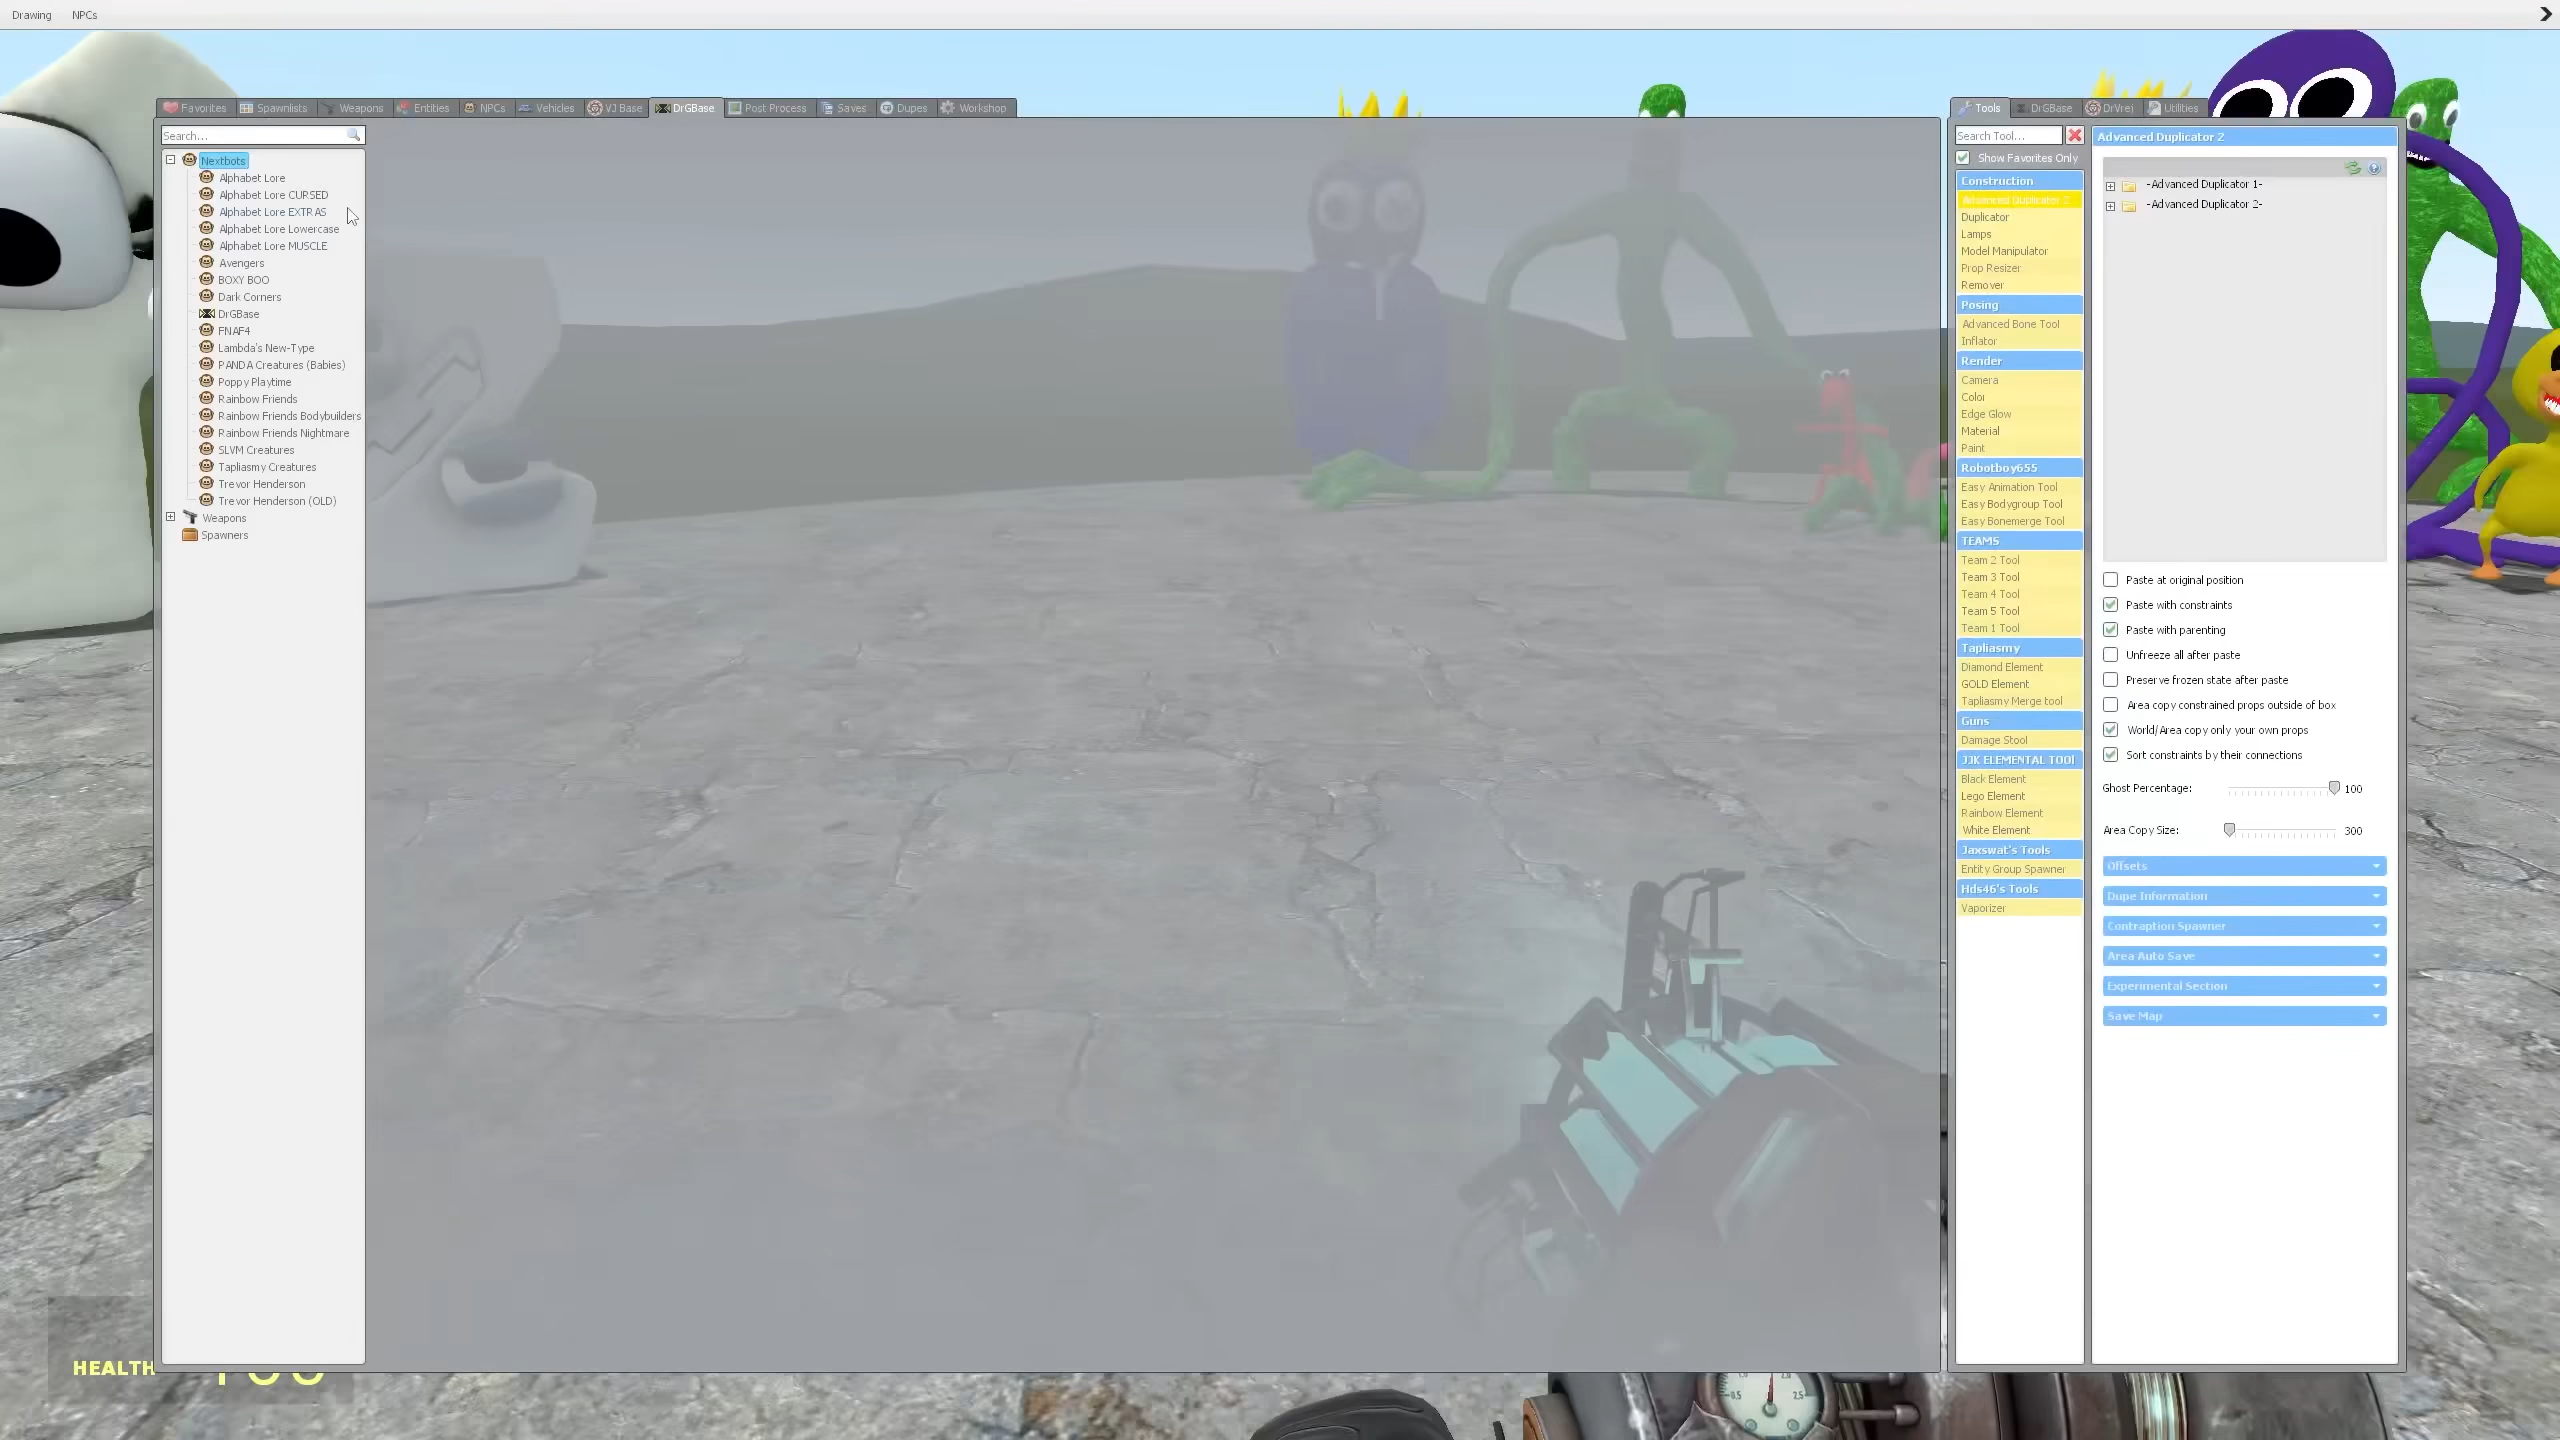 Drawing NPCs
Favorites Spawnlists Weapons Entities NPCs Vehicles VJ Base DrGBase Post Process Saves Dupes Workshop
Search...
Nextbots
Alphabet Lore
Alphabet Lore CURSED
Alphabet Lore EXTRAS
Alphabet Lore Lowercase
Alphabet Lore MUSCLE
Avengers
BOXY BOO
Dark Corners
DrGBase
FNAF4
Lambda's New-Type
PANDA Creatures (Babies)
Poppy Playtime
Rainbow Friends
Rainbow Friends Bodybuilders
Rainbow Friends Nightmare
SLVM Creatures
Tapliasmy Creatures
Trevor Henderson
Trevor Henderson (OLD)
Weapons
Spawners
HEALTH
Tools DrGBase DrVrej Utilities
Search Tool...
Show Favorites Only
Construction
Advanced Duplicator 2
Duplicator
Lamps
Model Manipulator
Prop Resizer
Remover
Posing
Advanced Bone Tool
Inflator
Render
Camera
Color
Edge Glow
Material
Paint
Robotboy655
Easy Animation Tool
Easy Bodygroup Tool
Easy Bonemerge Tool
TEAMS
Team 2 Tool
Team 3 Tool
Team 4 Tool
Team 5 Tool
Team 1 Tool
Tapliasmy
Diamond Element
GOLD Element
Tapliasmy Merge tool
Guns
Damage Stool
JJK ELEMENTAL TOOl
Black Element
Lego Element
Rainbow Element
White Element
Jaxswat's Tools
Entity Group Spawner
Hds46's Tools
Vaporizer
Advanced Duplicator 2
-Advanced Duplicator 1-
-Advanced Duplicator 2-
Paste at original position
Paste with constraints
Paste with parenting
Unfreeze all after paste
Preserve frozen state after paste
Area copy constrained props outside of box
World/Area copy only your own props
Sort constraints by their connections
Ghost Percentage: 100
Area Copy Size: 300
Offsets
Dupe Information
Contraption Spawner
Area Auto Save
Experimental Section
Save Map